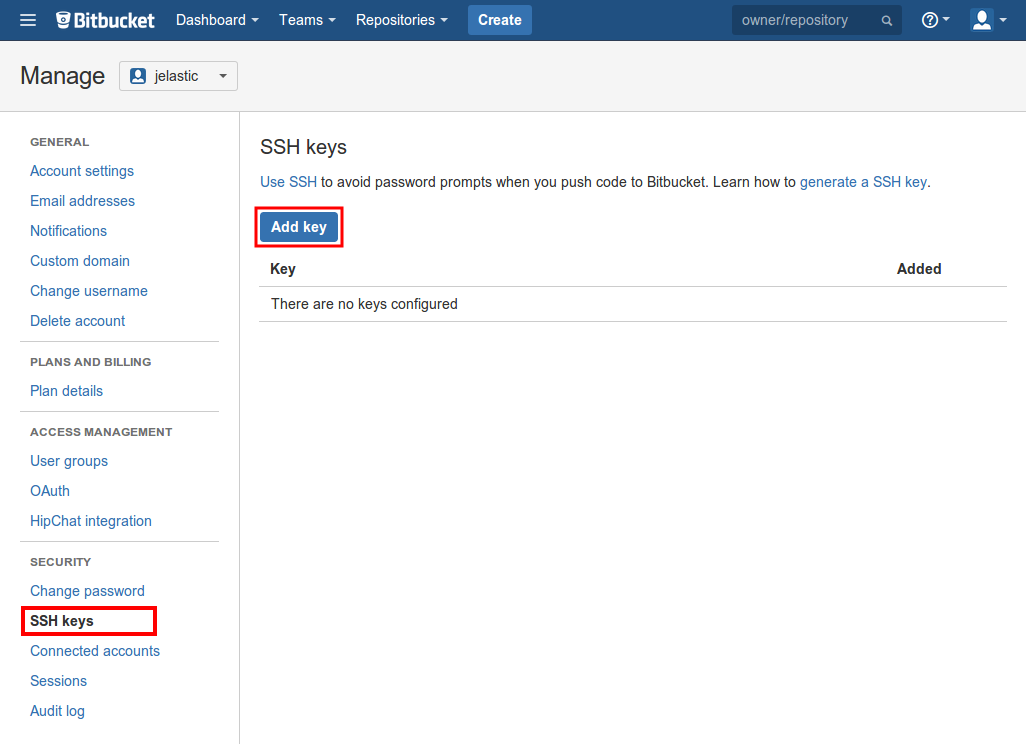 Bitbucket Dashboard Teams Repositories Create owner/repository
Manage jelastic
GENERAL
Account settings
Email addresses
Notifications
Custom domain
Change username
Delete account
PLANS AND BILLING
Plan details
ACCESS MANAGEMENT
User groups
OAuth
HipChat integration
SECURITY
Change password
SSH keys
Connected accounts
Sessions
Audit log
SSH keys
Use SSH to avoid password prompts when you push code to Bitbucket. Learn how to generate a SSH key.
Add key
Key Added
There are no keys configured